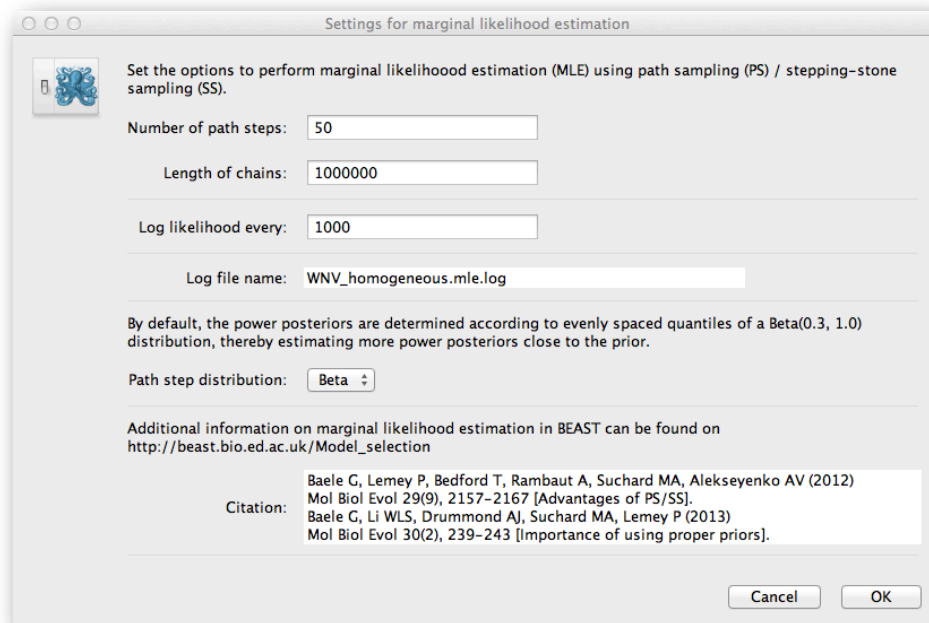 Settings for marginal likelihood estimation
Set the options to perform marginal likelihoood estimation (MLE) using path sampling (PS) / stepping-stone
sampling (SS).
Number of path steps: 50
Length of chains: 1000000
Log likelihood every: 1000
Log file name: WNV_homogeneous.mle.log
By default, the power posteriors are determined according to evenly spaced quantiles of a Beta(0.3, 1.0)
distribution, thereby estimating more power posteriors close to the prior.
Path step distribution: Beta
Additional information on marginal likelihood estimation in BEAST can be found on
http://beast.bio.ed.ac.uk/Model_selection
Baele G, Lemey P, Bedford T, Rambaut A, Suchard MA, Alekseyenko AV (2012)
Mol Biol Evol 29(9), 2157-2167 [Advantages of PS/SS].
Citation:
Baele G, Li WLS, Drummond AJ, Suchard MA, Lemey P (2013)
Mol Biol Evol 30(2), 239-243 [Importance of using proper priors].
Cancel OK